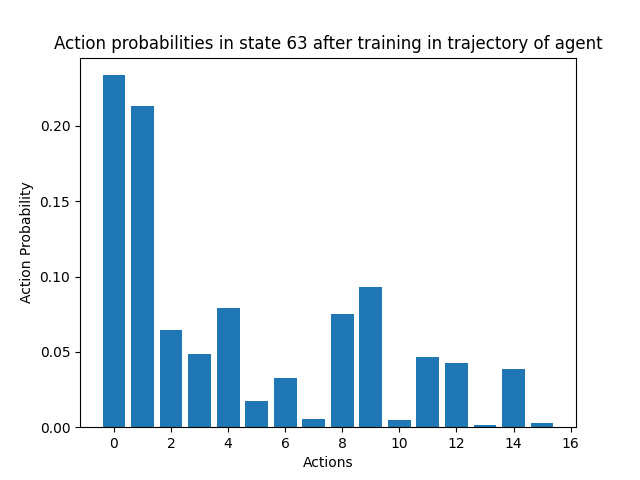 Action probabilities in state 63 after training in trajectory of agent
Action Probability
0.20
0.15
0.10
0.05
0.00
0 2 4 6 8 10 12 14 16
Actions